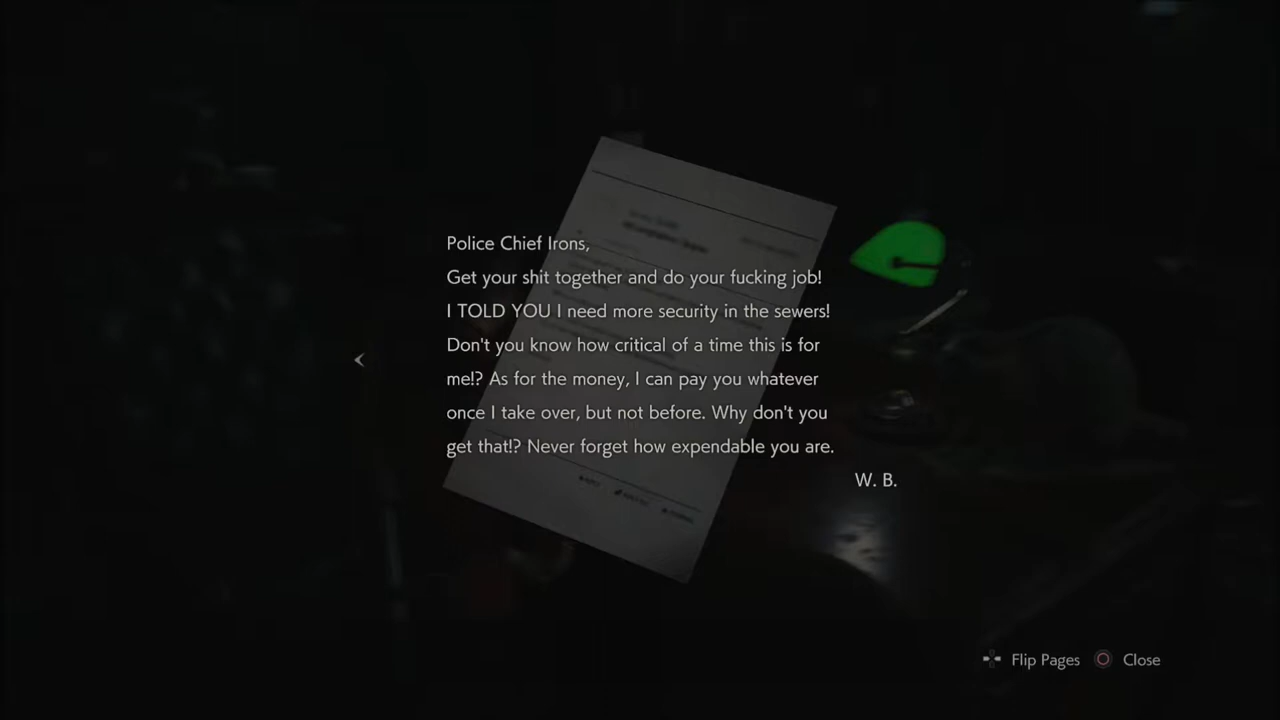 Police Chief Irons,
Get your shit together and do your fucking job!
I TOLD YOU I need more security in the sewers!
Don't you know how critical of a time this is for
me!? As for the money, I can pay you whatever
once I take over, but not before. Why don't you
get that!? Never forget how expendable you are.
W. B.
Flip Pages Close